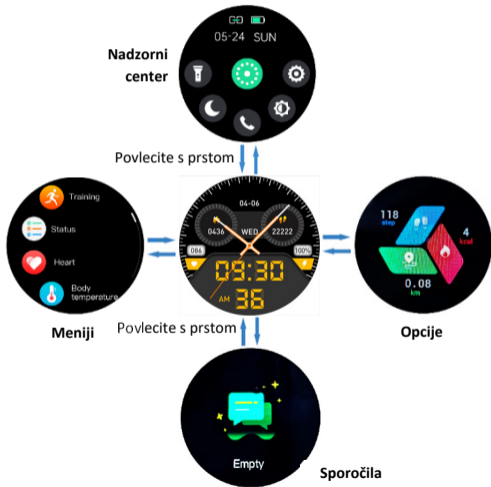 05-24 SUN
Nadzorni
center
Povlecite s prstom
Training
Status
Heart
Body
temperature
Meniji
04-06
0436 WED 22222
086 100%
09:30
AM 36
118
step
4
kcal
0.08
km
Opcije
Povlecite s prstom
Empty
Sporočila